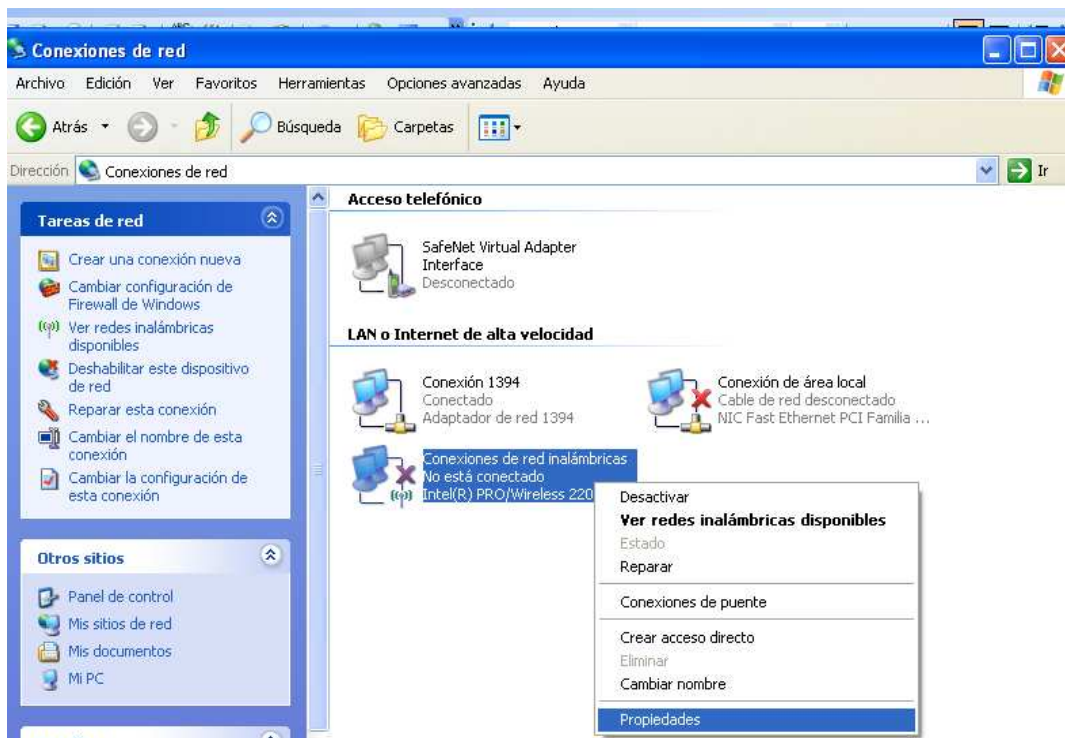 Conexiones de red
Archivo Edición Ver Favoritos Herramientas Opciones avanzadas Ayuda
Atrás Búsqueda Carpetas
Dirección Conexiones de red Ir
Tareas de red
Crear una conexión nueva
Cambiar configuración de
Firewall de Windows
Ver redes inalámbricas
disponibles
Deshabilitar este dispositivo
de red
Reparar esta conexión
Cambiar el nombre de esta
conexión
Cambiar la configuración de
esta conexión
Otros sitios
Panel de control
Mis sitios de red
Mis documentos
Mi PC
Acceso telefónico
SafeNet Virtual Adapter
Interface
Desconectado
LAN o Internet de alta velocidad
Conexión 1394
Conectado
Adaptador de red 1394
Conexión de área local
Cable de red desconectado
NIC Fast Ethernet PCI Familia ...
Conexiones de red inalámbricas
No está conectado
Intel(R) PRO/Wireless 220
Desactivar
Ver redes inalámbricas disponibles
Estado
Reparar
Conexiones de puente
Crear acceso directo
Eliminar
Cambiar nombre
Propiedades